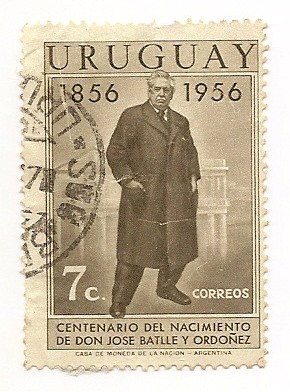 URUGUAY
1856 1956
7c. CORREOS
CENTENARIO DEL NACIMIENTO
DE DON JOSE BATLLE Y ORDOÑEZ
CASA DE MONEDA DE LA NACION - ARGENTINA